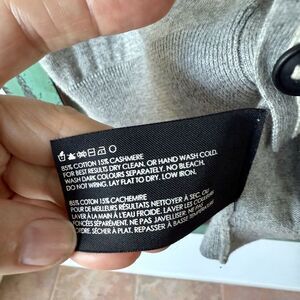 85% COTTON 15% CASHMERE
FOR BEST RESULTS DRY CLEAN. OR HAND WASH COLD.
WASH DARK COLOURS SEPARATELY. NO BLEACH.
DO NOT WRING. LAY FLAT TO DRY. LOW IRON.
85% COTON 15% CACHEMIRE
POUR DE MEILLEURS RÉSULTATS NETTOYER À SEC. OU
LAVER À LA MAIN À L'EAU FROIDE. LAVER LES COULEURS
FONCÉES SÉPARÉMENT. NE PAS JAVELLISER. NE PAS
TORDRE. SÉCHER À PLAT. REPASSER À BASSE TEMPÉRATURE